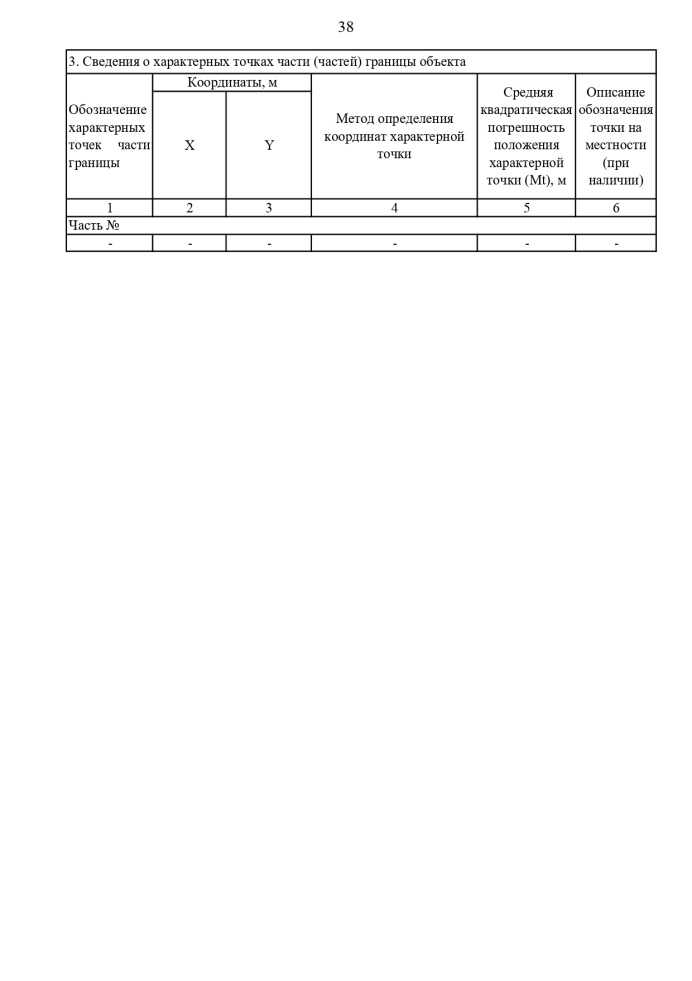 38
3. Сведения о характерных точках части (частей) границы объекта
Обозначение
характерных
точек части
границы
Координаты, м
X
Y
Метод определения
координат характерной
точки
Средняя
квадратическая
погрешность
положения
характерной
точки (Mt), м
Описание
обозначения
точки на
местности
(при
наличии)
1 2 3 4 5 6
Часть №
- - - - - -